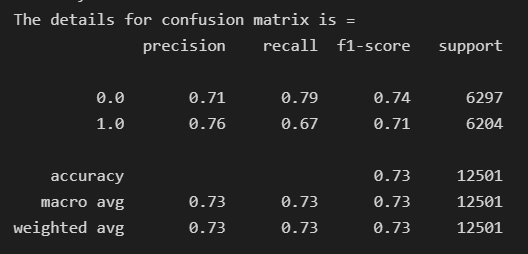 The details for confusion matrix is =
precision recall f1-score support
0.0 0.71 0.79 0.74 6297
1.0 0.76 0.67 0.71 6204
accuracy 0.73 12501
macro avg 0.73 0.73 0.73 12501
weighted avg 0.73 0.73 0.73 12501